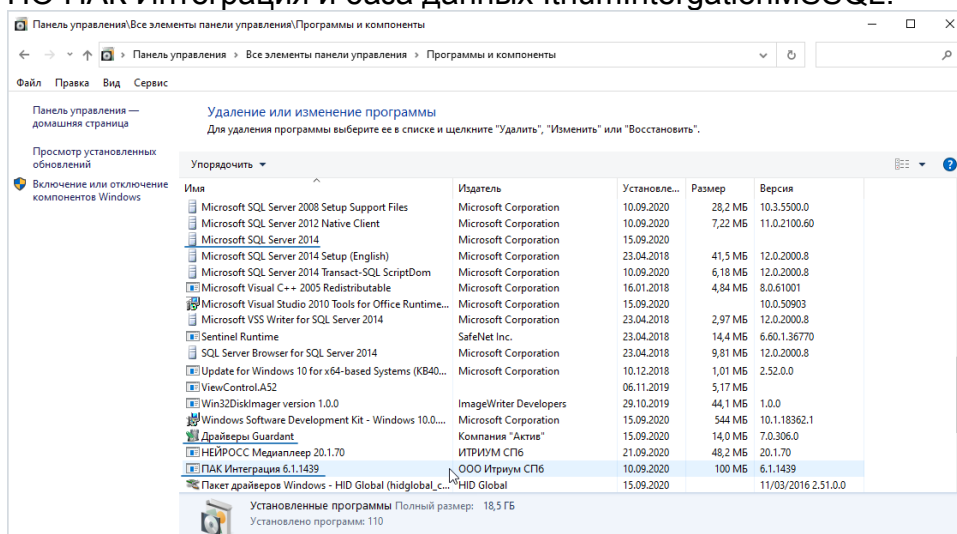 ПО ПАК Интеграция и база данных ItriumIntergationMSSQL.
Панель управления\Все элементы панели управления\Программы и компоненты
Панель управления › Все элементы панели управления › Программы и компоненты
Файл Правка Вид Сервис
Панель управления —
домашняя страница
Просмотр установленных
обновлений
Включение или отключение
компонентов Windows
Удаление или изменение программы
Для удаления программы выберите ее в списке и щелкните "Удалить", "Изменить" или "Восстановить".
Упорядочить
Имя Издатель Установле... Размер Версия
Microsoft SQL Server 2008 Setup Support Files Microsoft Corporation 10.09.2020 28,2 МБ 10.3.5500.0
Microsoft SQL Server 2012 Native Client Microsoft Corporation 10.09.2020 7,22 МБ 11.0.2100.60
Microsoft SQL Server 2014 Microsoft Corporation 15.09.2020
Microsoft SQL Server 2014 Setup (English) Microsoft Corporation 23.04.2018 41,5 МБ 12.0.2000.8
Microsoft SQL Server 2014 Transact-SQL ScriptDom Microsoft Corporation 10.09.2020 6,18 МБ 12.0.2000.8
Microsoft Visual C++ 2005 Redistributable Microsoft Corporation 16.01.2018 4,84 МБ 8.0.61001
Microsoft Visual Studio 2010 Tools for Office Runtime... Microsoft Corporation 15.09.2020 10.0.50903
Microsoft VSS Writer for SQL Server 2014 Microsoft Corporation 23.04.2018 2,97 МБ 12.0.2000.8
Sentinel Runtime SafeNet Inc. 23.04.2018 14,4 МБ 6.60.1.36770
SQL Server Browser for SQL Server 2014 Microsoft Corporation 23.04.2018 9,81 МБ 12.0.2000.8
Update for Windows 10 for x64-based Systems (KB40... Microsoft Corporation 10.12.2018 1,01 МБ 2.52.0.0
ViewControl.A52 06.11.2019 5,17 МБ
Win32DiskImager version 1.0.0 ImageWriter Developers 29.10.2019 44,1 МБ 1.0.0
Windows Software Development Kit - Windows 10.0.... Microsoft Corporation 15.09.2020 544 МБ 10.1.18362.1
Драйверы Guardant Компания "Актив" 15.09.2020 14,0 МБ 7.0.306.0
НЕЙРОСС Медиаплеер 20.1.70 ИТРИУМ СПб 21.09.2020 48,2 МБ 20.1.70
ПАК Интеграция 6.1.1439 ООО Итриум СПб 10.09.2020 100 МБ 6.1.1439
Пакет драйверов Windows - HID Global (hidglobal_c... HID Global 15.09.2020 11/03/2016 2.51.0.0
Установленные программы Полный размер: 18,5 ГБ
Установлено программ: 110